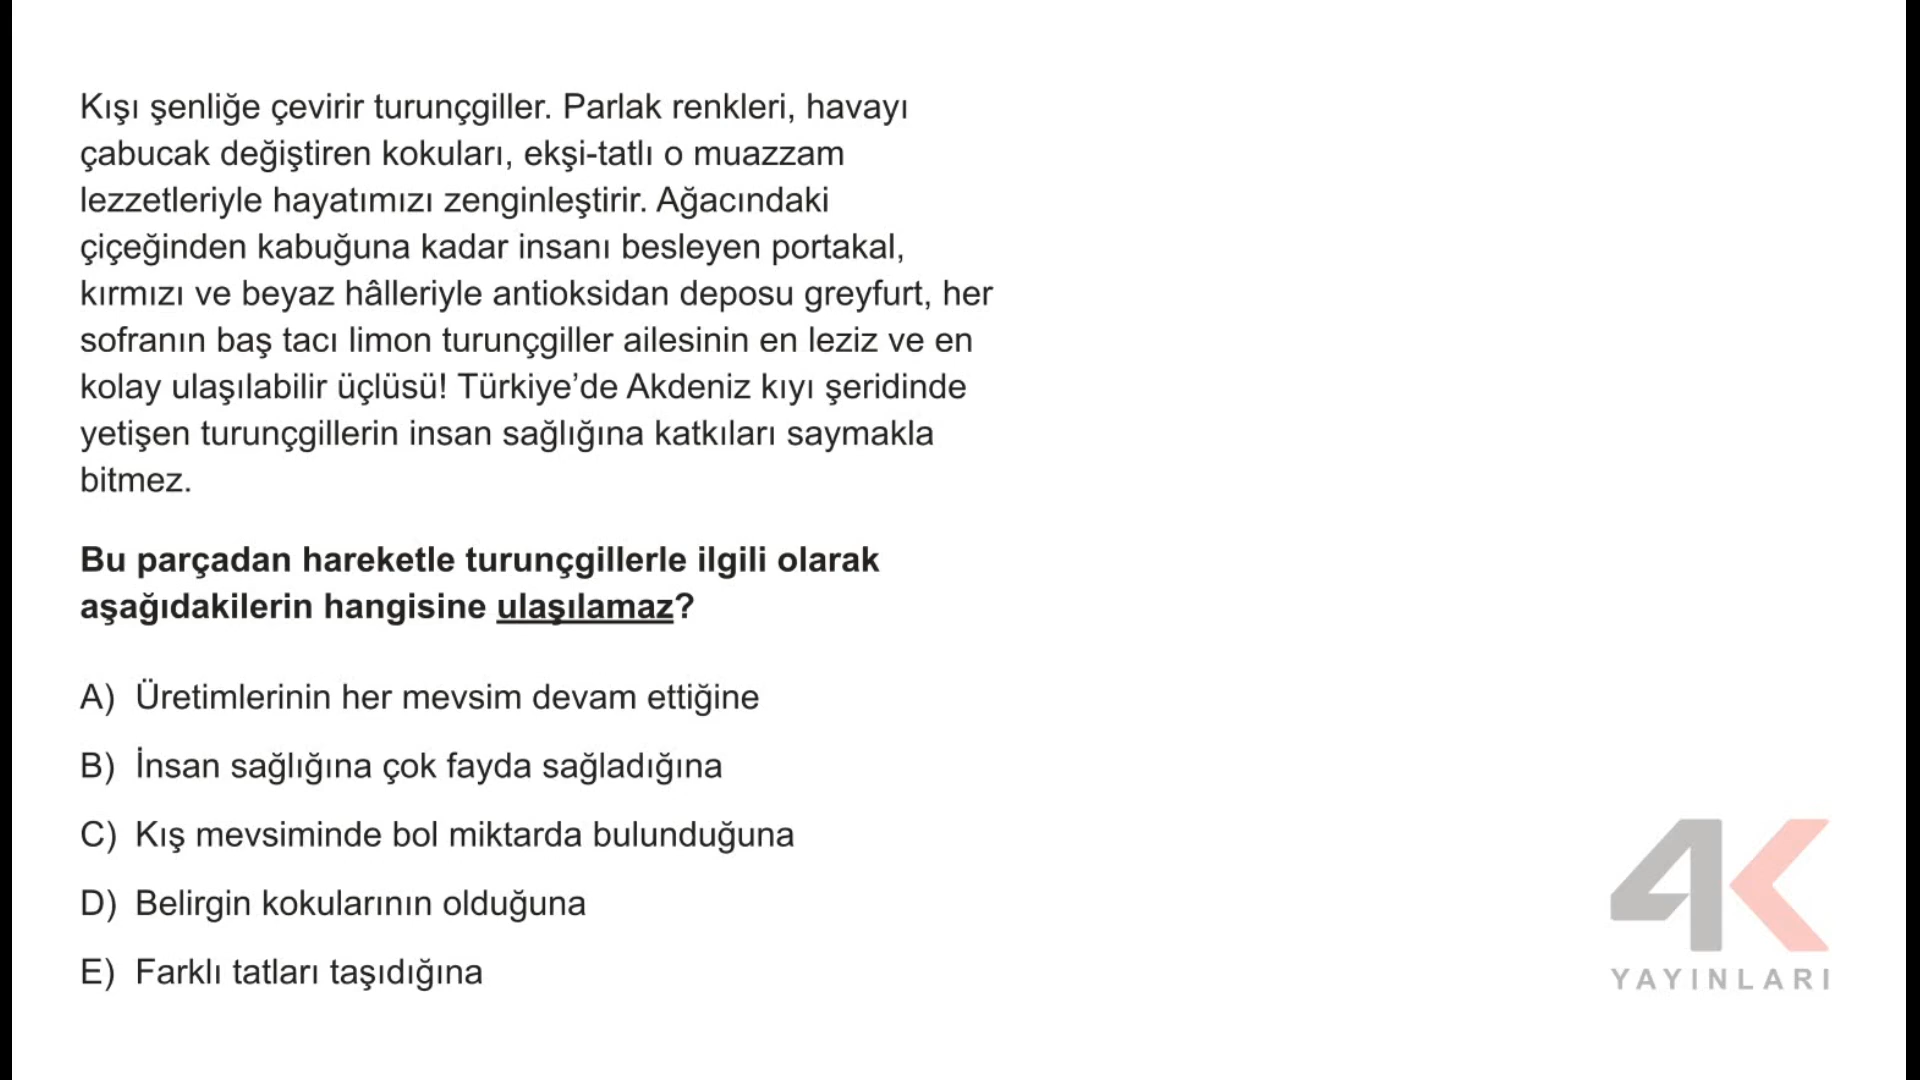 Kışı şenliğe çevirir turunçgiller. Parlak renkleri, havayı
çabucak değiştiren kokuları, ekşi-tatlı o muazzam
lezzetleriyle hayatımızı zenginleştirir. Ağacındaki
çiçeğinden kabuğuna kadar insanı besleyen portakal,
kırmızı ve beyaz hâlleriyle antioksidan deposu greyfurt, her
sofranın baş tacı limon turunçgiller ailesinin en leziz ve en
kolay ulaşılabilir üçlüsü! Türkiye’de Akdeniz kıyı şeridinde
yetişen turunçgillerin insan sağlığına katkıları saymakla
bitmez.
Bu parçadan hareketle turunçgillerle ilgili olarak
aşağıdakilerin hangisine ulaşılamaz?
A) Üretimlerinin her mevsim devam ettiğine
B) İnsan sağlığına çok fayda sağladığına
C) Kış mevsiminde bol miktarda bulunduğuna
D) Belirgin kokularının olduğuna
E) Farklı tatları taşıdığına
4K
YAYINLARI